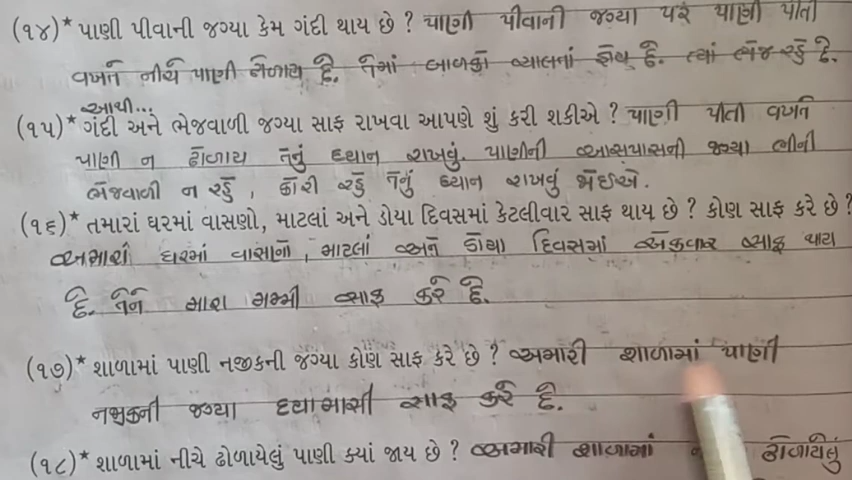 (૧૪)* પાણી પીવાની જગ્યા કેમ ગંદી થાય છે ? પાણી પીવાની જગ્યા પર પાણી પીતી
વખતે નીચે પાણી ઢોળાય છે. તેમાં બાળકો ચાલતાં હોય છે. ત્યાં ભેજ રહે છે.
આથી...
(૧૫)* ગંદી અને ભેજવાળી જગ્યા સાફ રાખવા આપણે શું કરી શકીએ ? પાણી પીતી વખતે
પાણી ન ઢોળાય તેનું ધ્યાન રાખવું. પાણીની આસપાસની જગ્યા ભીની
ભેજવાળી ન રહે, કોરી રહે તેનું ધ્યાન રાખવું જોઈએ.
(૧૬)* તમારાં ઘરમાં વાસણો, માટલાં અને ડોયા દિવસમાં કેટલીવાર સાફ થાય છે ? કોણ સાફ કરે છે ?
અમારા ઘરમાં વાસણો, માટલાં અને ડોયા દિવસમાં એકવાર સાફ થાય
છે. તેને મારા મમ્મી સાફ કરે છે.
(૧૭)* શાળામાં પાણી નજીકની જગ્યા કોણ સાફ કરે છે ? અમારી શાળામાં પાણી
નજીકની જગ્યા દયામાસી સાફ કરે છે.
(૧૮)* શાળામાં નીચે ઢોળાયેલું પાણી ક્યાં જાય છે ? અમારી શાળામાં ઢોળાયેલું